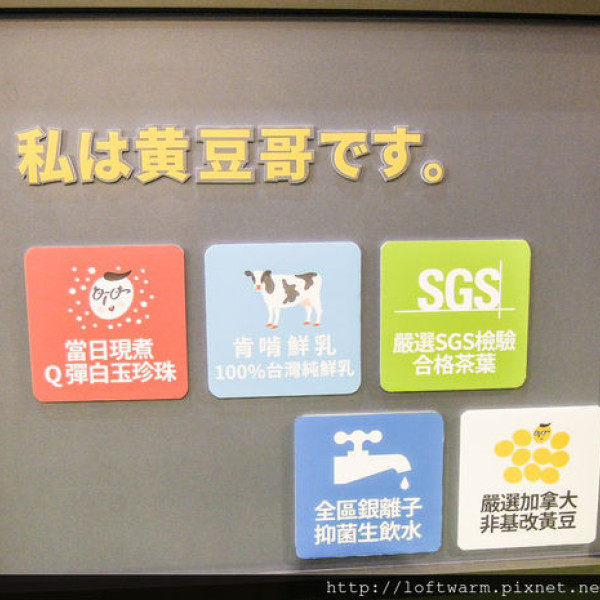 私は黄豆哥です。
當日現煮
Q彈白玉珍珠
肯啃鮮乳
100%台灣純鮮乳
SGS
嚴選SGS檢驗
合格茶葉
全區銀離子
抑菌生飲水
嚴選加拿大
非基改黃豆
http://loftwarm.pixnet.ne